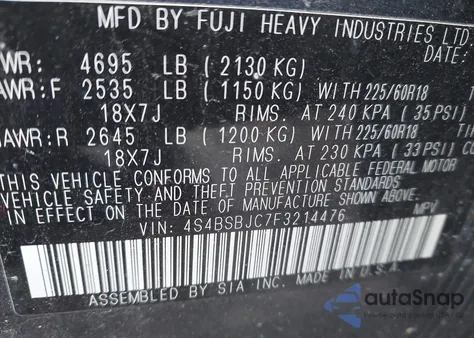 MFD BY FUJI HEAVY INDUSTRIES LTD
DATE:
WR: 4695 LB ( 2130 KG)
AWR:F 2535 LB ( 1150 KG) WITH 225/60R18 T
18X7J RIMS. AT 240 KPA ( 35 PSI)
AWR:R 2645 LB ( 1200 KG) WITH 225/60R18 TI
18X7J RIMS. AT 230 KPA ( 33 PSI) CO
THIS VEHICLE CONFORMS TO ALL APPLICABLE FEDERAL MOTOR
VEHICLE SAFETY AND THEFT PREVENTION STANDARDS
IN EFFECT ON THE DATE OF MANUFACTURE SHOWN ABOVE.
VIN: 4S4BSBJC7F3214476 MPV
ASSEMBLED BY SIA INC. MADE IN U.S.A.
autoSnap